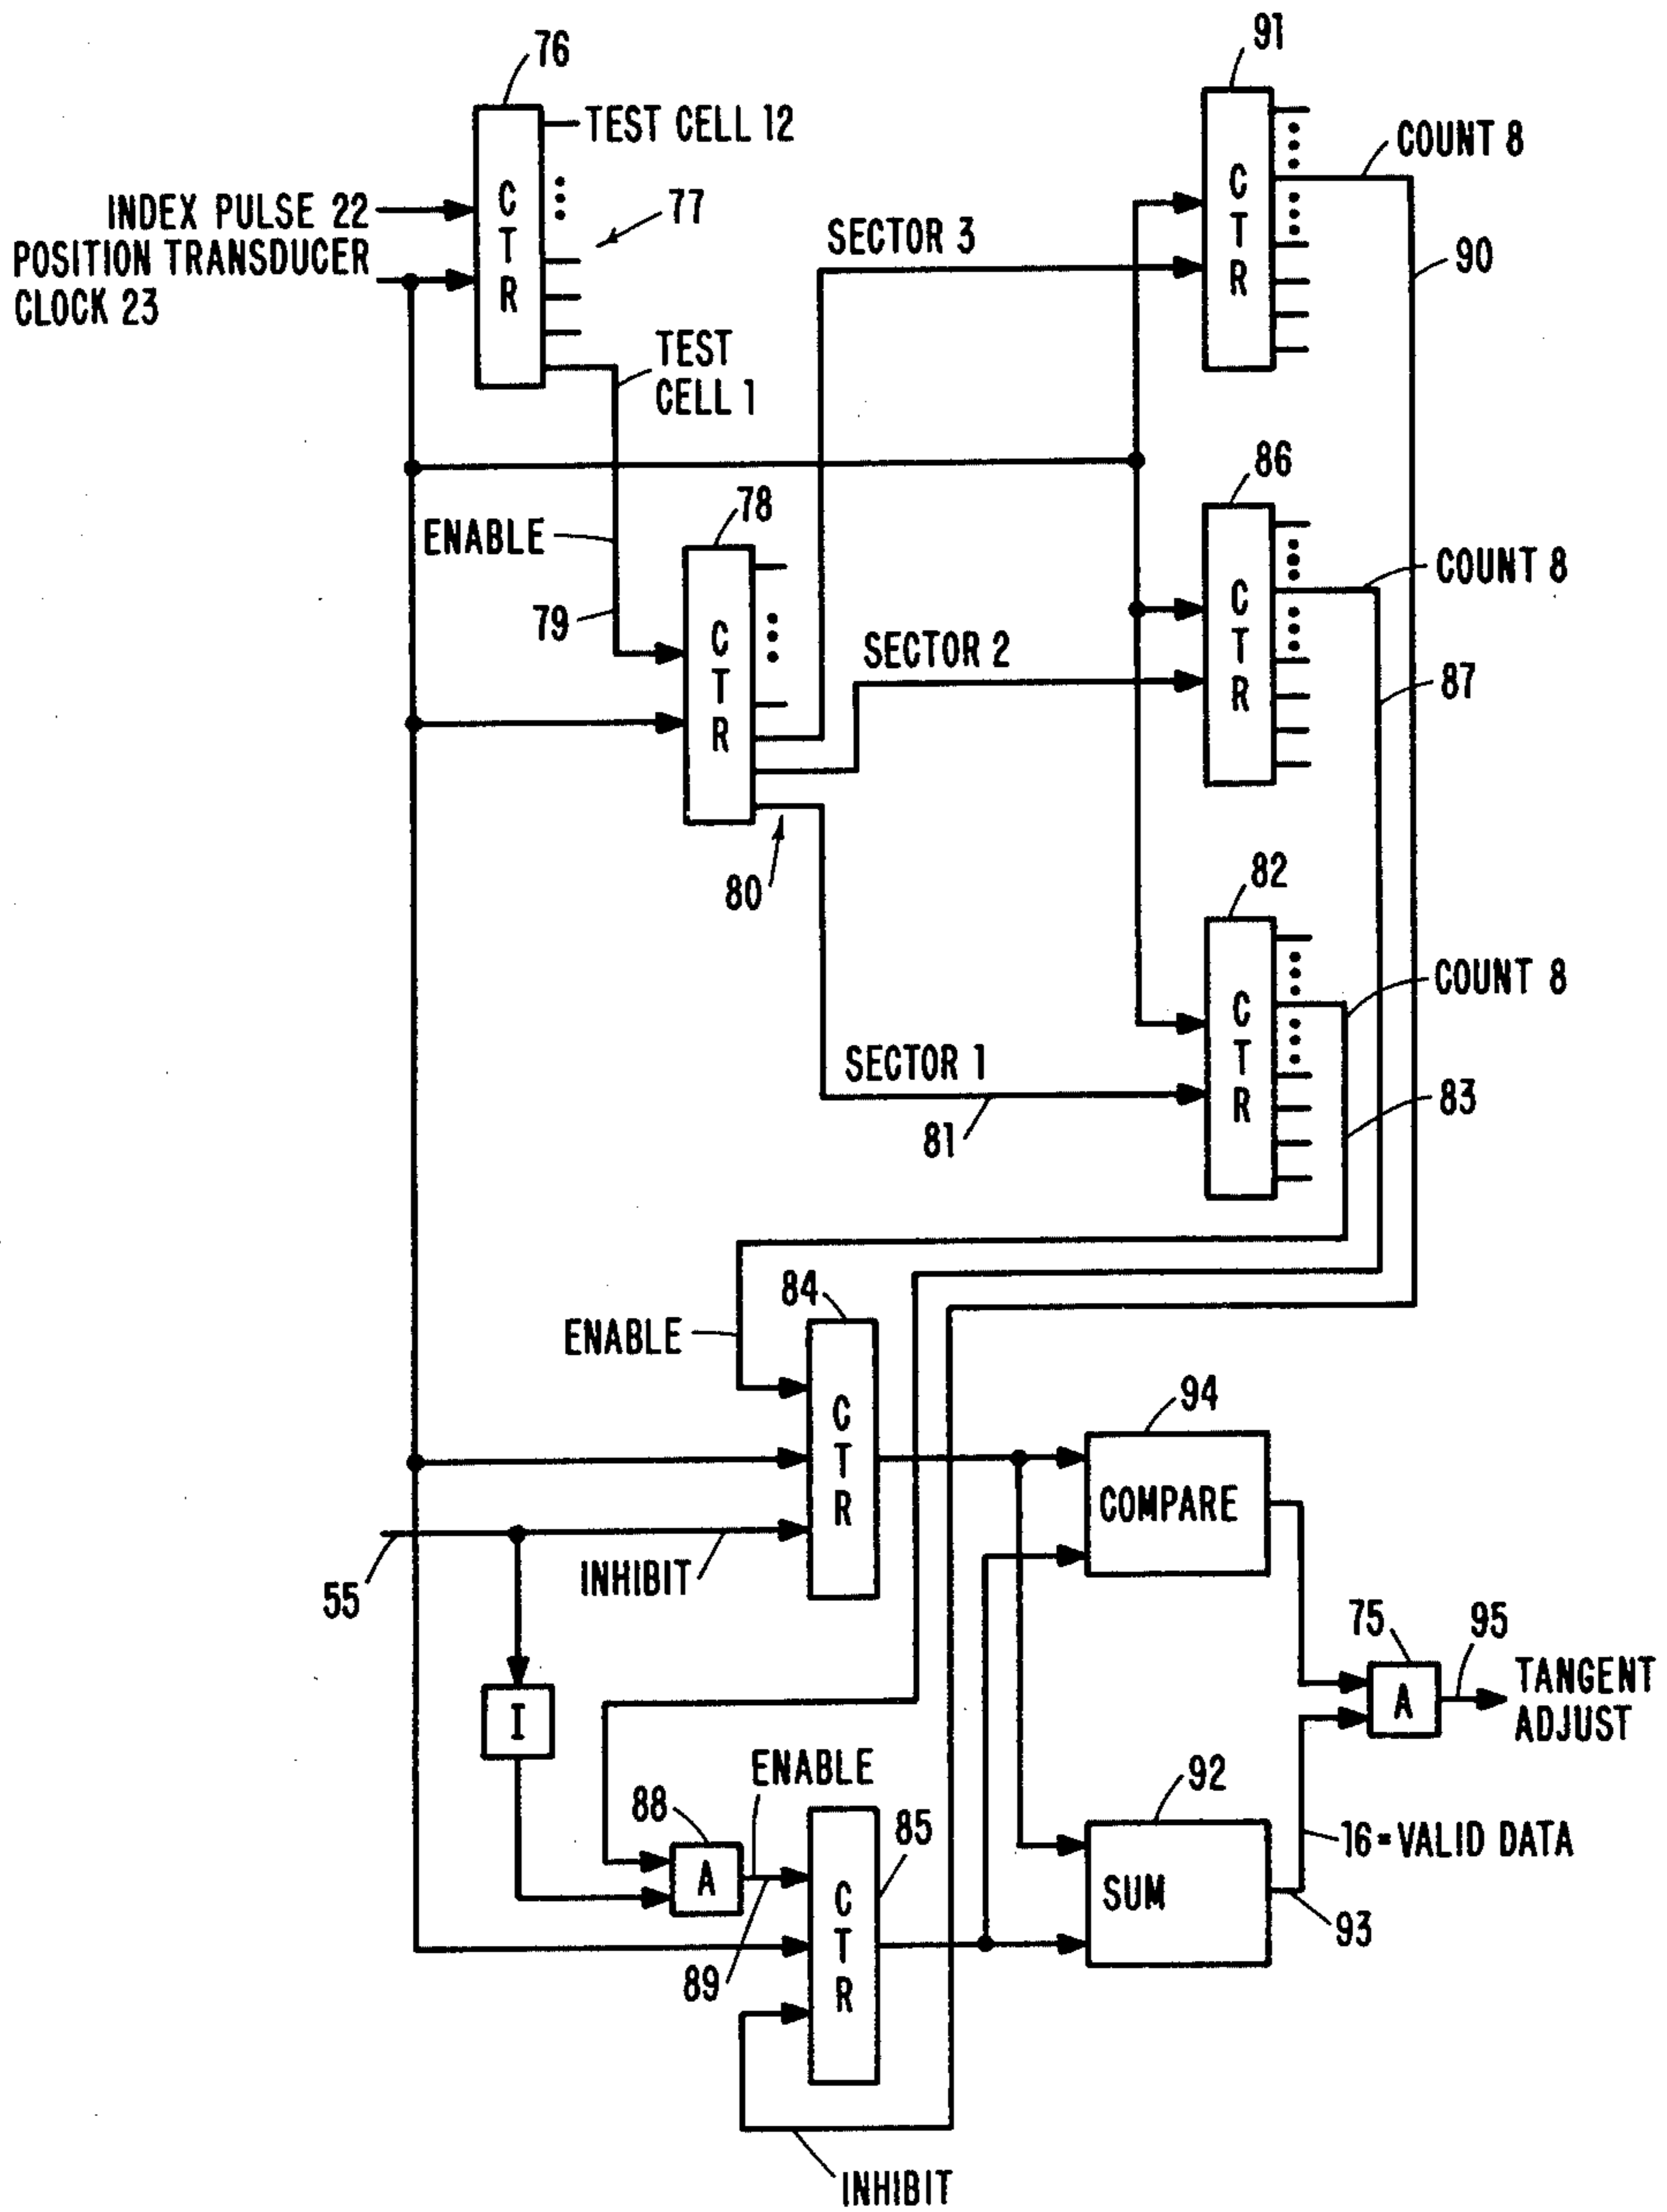 76
91
TEST CELL 12
COUNT 8
CTR
CTR
INDEX PULSE 22
77
POSITION TRANSDUCER
CLOCK 23
SECTOR 3
90
TEST
CELL 1
86
78
ENABLE
COUNT 8
CTR
79
CTR
SECTOR 2
87
82
80
COUNT 8
CTR
SECTOR 1
83
81
84
ENABLE
94
CTR
COMPARE
55
INHIBIT
75
95
I
A
TANGENT
ADJUST
ENABLE
92
88
85
16=VALID DATA
A
SUM
CTR
93
89
INHIBIT